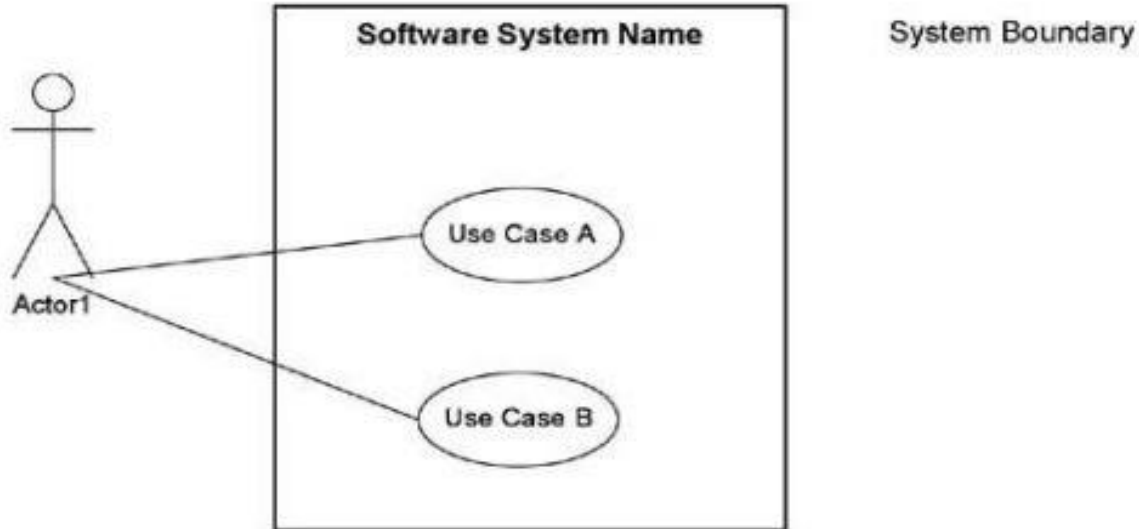 Software System Name
System Boundary
Use Case A
Actor1
Use Case B